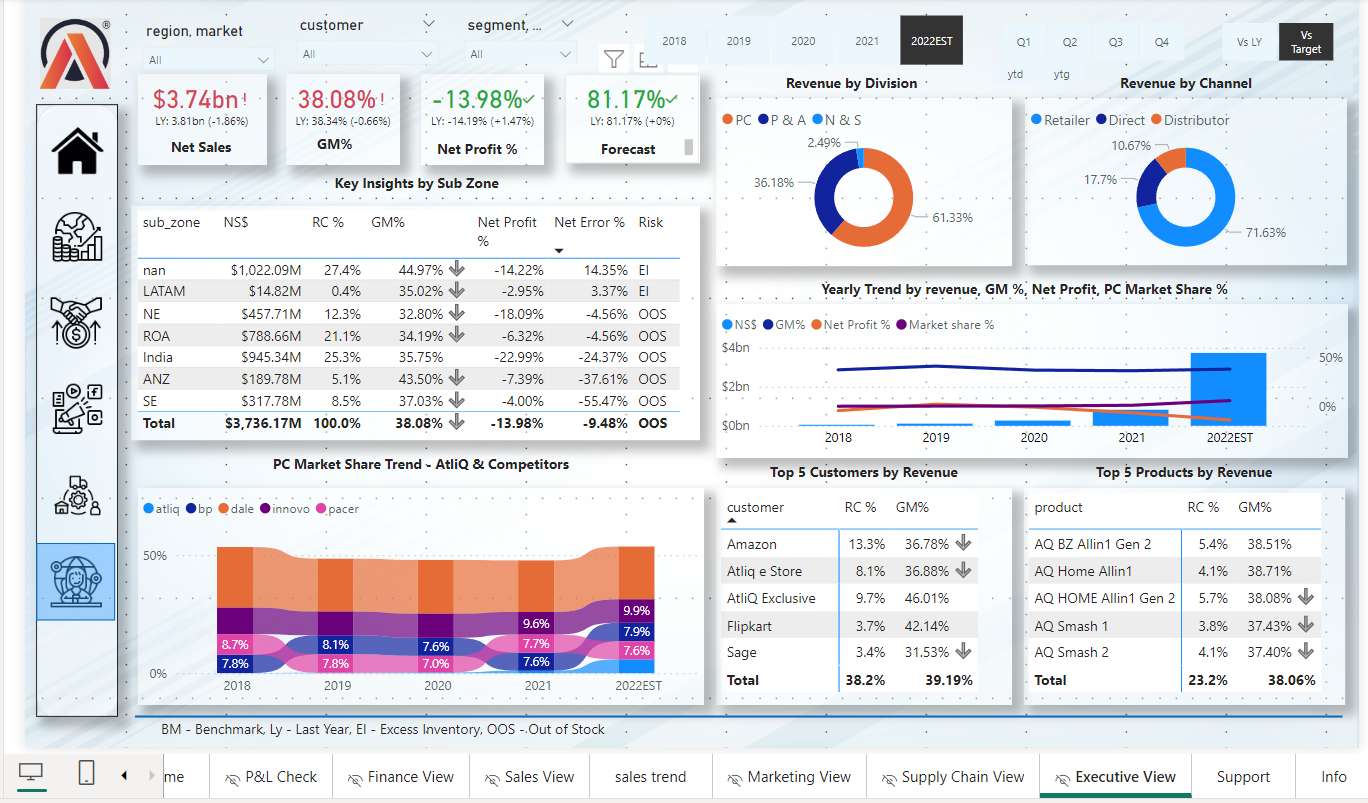 ®
region, market
All
customer
All
segment, ...
All
2018 2019 2020 2021 2022EST
Q1 Q2 Q3 Q4
ytd ytg
Vs LY
Vs
Target
$3.74bn!
LY: 3.81bn (-1.86%)
Net Sales
38.08%!
LY: 38.34% (-0.66%)
GM%
-13.98%✓
LY: -14.19% (+1.47%)
Net Profit %
81.17%✓
LY: 81.17% (+0%)
Forecast
Key Insights by Sub Zone
sub_zone NS$ RC % GM% Net Profit Net Error % Risk
%
nan $1,022.09M 27.4% 44.97% -14.22% 14.35% EI
LATAM $14.82M 0.4% 35.02% -2.95% 3.37% EI
NE $457.71M 12.3% 32.80% -18.09% -4.56% OOS
ROA $788.66M 21.1% 34.19% -6.32% -4.56% OOS
India $945.34M 25.3% 35.75% -22.99% -24.37% OOS
ANZ $189.78M 5.1% 43.50% -7.39% -37.61% OOS
SE $317.78M 8.5% 37.03% -4.00% -55.47% OOS
Total $3,736.17M 100.0% 38.08% -13.98% -9.48% OOS
Revenue by Division
PC P & A N & S
2.49%
36.18%
61.33%
Revenue by Channel
Retailer Direct Distributor
10.67%
17.7%
71.63%
Yearly Trend by revenue, GM %, Net Profit, PC Market Share %
NS$ GM% Net Profit % Market share %
$4bn
$2bn
$0bn
50%
0%
2018 2019 2020 2021 2022EST
PC Market Share Trend - AtliQ & Competitors
atliq bp dale innovo pacer
50%
0%
8.7%
7.8%
8.1%
7.8%
7.6%
7.0%
9.6%
7.7%
7.6%
9.9%
7.9%
7.6%
2018 2019 2020 2021 2022EST
Top 5 Customers by Revenue
customer RC % GM%
Amazon 13.3% 36.78%
Atliq e Store 8.1% 36.88%
AtliQ Exclusive 9.7% 46.01%
Flipkart 3.7% 42.14%
Sage 3.4% 31.53%
Total 38.2% 39.19%
Top 5 Products by Revenue
product RC % GM%
AQ BZ Allin1 Gen 2 5.4% 38.51%
AQ Home Allin1 4.1% 38.71%
AQ HOME Allin1 Gen 2 5.7% 38.08%
AQ Smash 1 3.8% 37.43%
AQ Smash 2 4.1% 37.40%
Total 23.2% 38.06%
BM - Benchmark, Ly - Last Year, EI - Excess Inventory, OOS - Out of Stock
me P&L Check Finance View Sales View sales trend Marketing View Supply Chain View Executive View Support Info